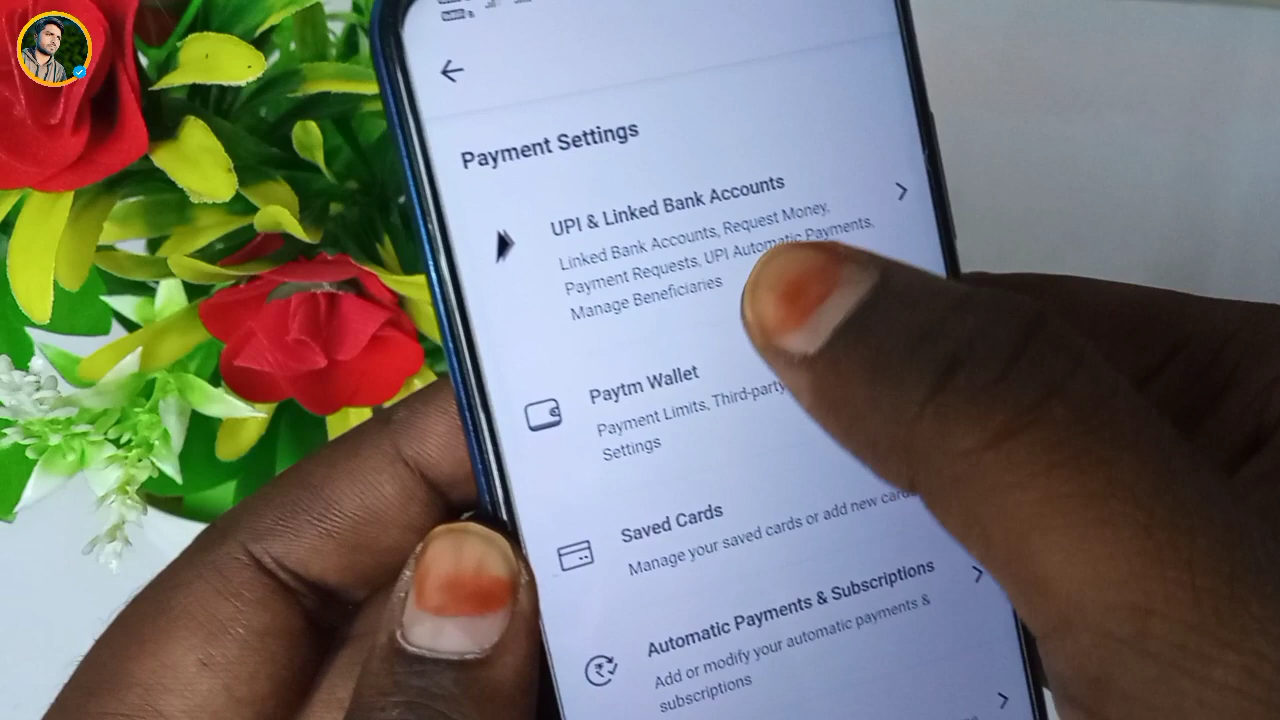 Payment Settings
UPI & Linked Bank Accounts
Linked Bank Accounts, Request Money,
Payment Requests, UPI Automatic Payments,
Manage Beneficiaries
Paytm Wallet
Payment Limits, Third-party
Settings
Saved Cards
Manage your saved cards or add new cards
Automatic Payments & Subscriptions
Add or modify your automatic payments &
subscriptions